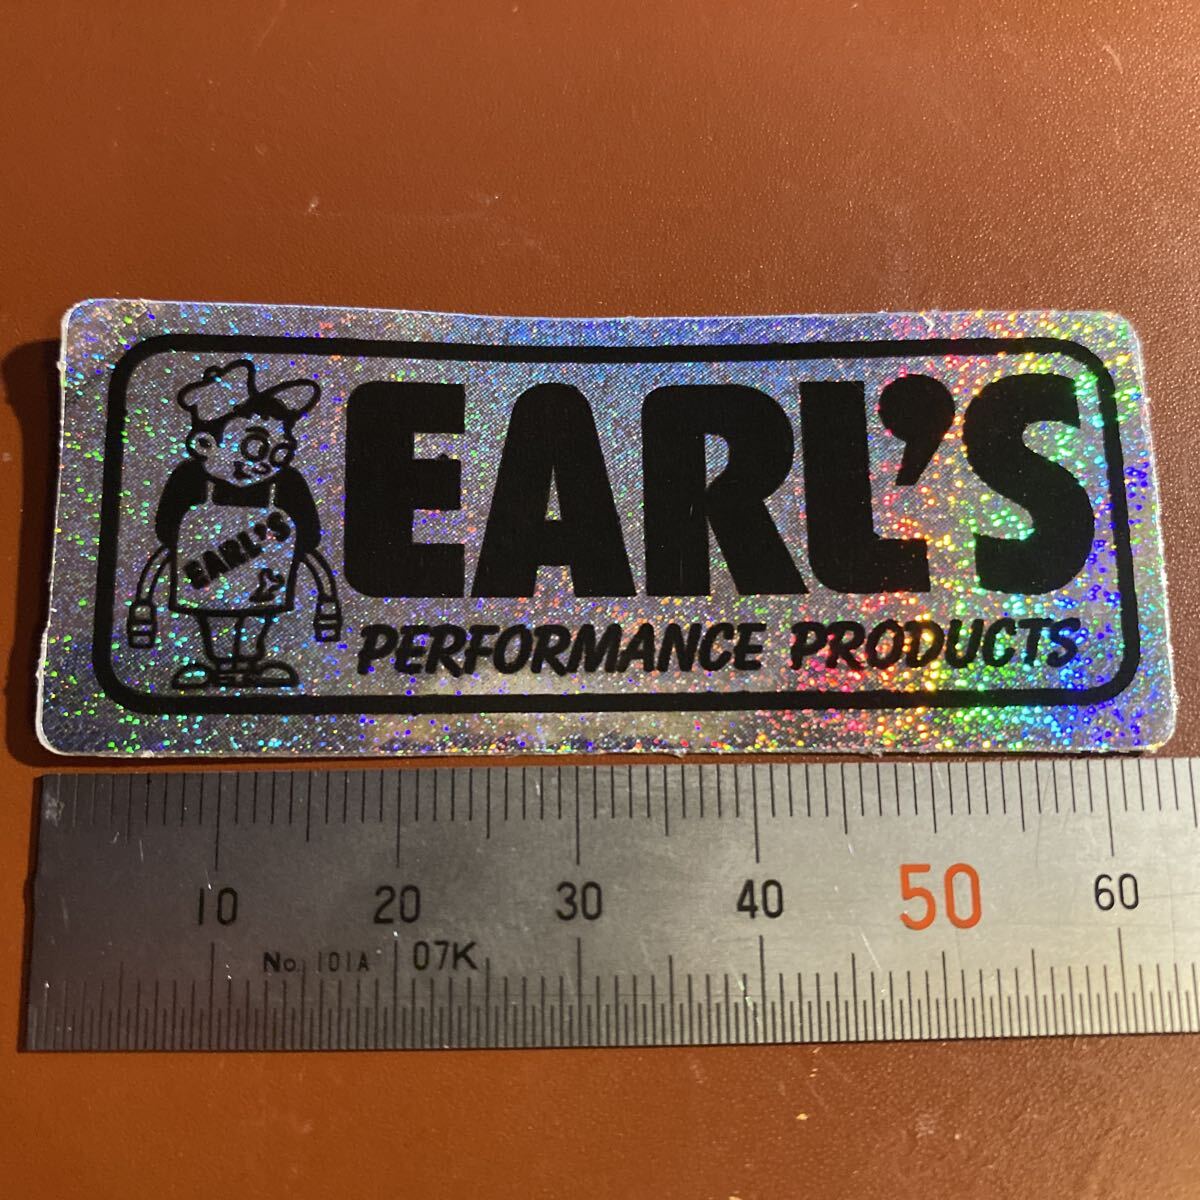 EARL'S
EARL'S
PERFORMANCE PRODUCTS
10 20 30 40 50 60
No. 101A 07K